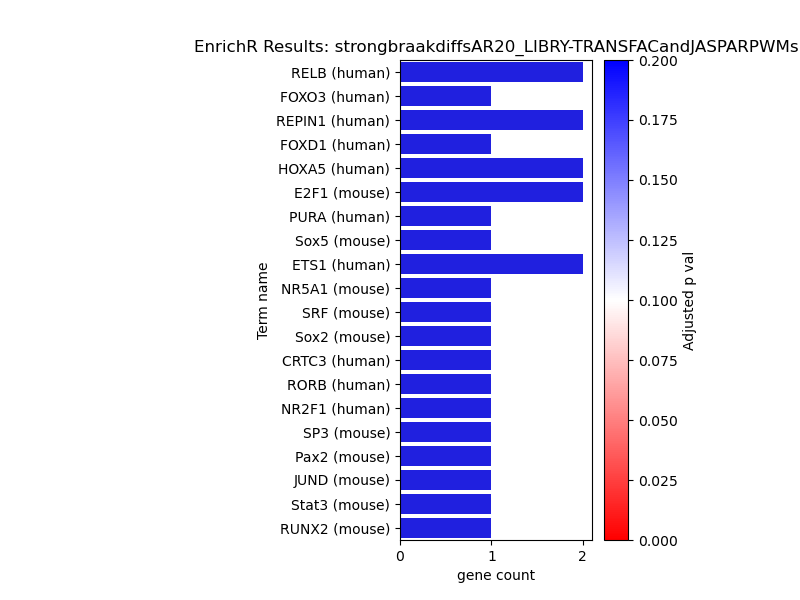 EnrichR Results: strongbraakdiffsAR20_LIBRY-TRANSFACandJASPARPWMs
RELB (human)
FOXO3 (human)
REPIN1 (human)
FOXD1 (human)
HOXA5 (human)
E2F1 (mouse)
PURA (human)
Sox5 (mouse)
ETS1 (human)
NR5A1 (mouse)
SRF (mouse)
Sox2 (mouse)
CRTC3 (human)
RORB (human)
NR2F1 (human)
SP3 (mouse)
Pax2 (mouse)
JUND (mouse)
Stat3 (mouse)
RUNX2 (mouse)
Term name
0 1 2
gene count
0.200
0.175
0.150
0.125
0.100
0.075
0.050
0.025
0.000
Adjusted p val